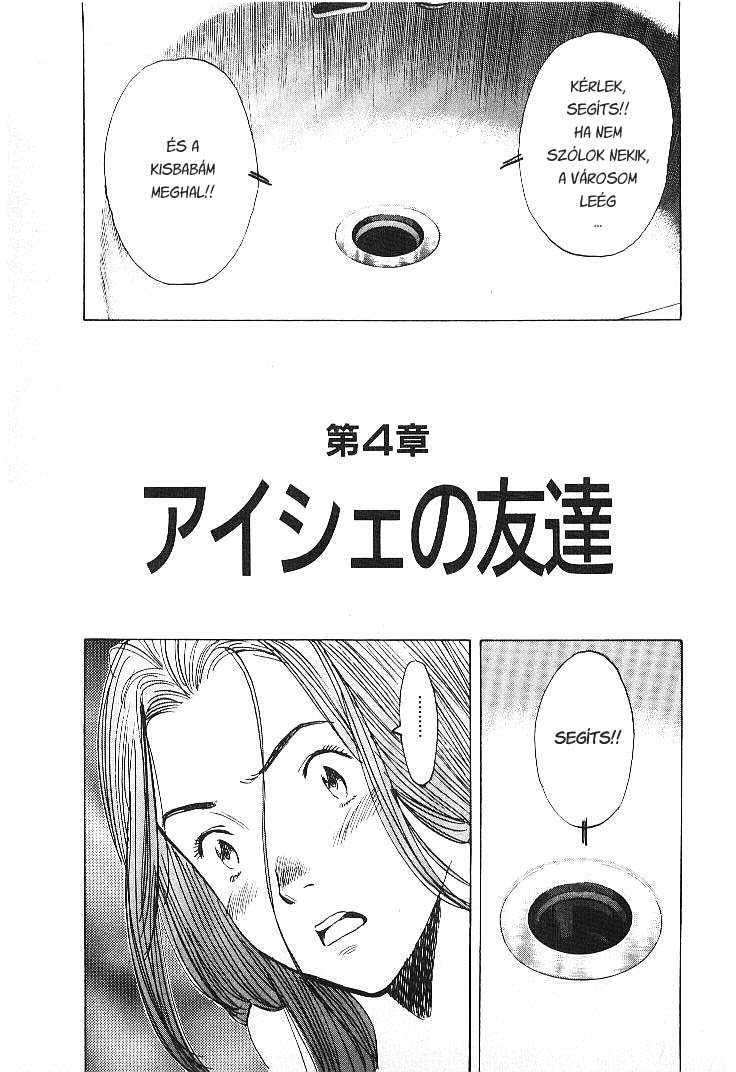 KÉRLEK,
SEGÍTS!!
HA NEM
SZÓLOK NEKIK,
A VÁROSOM
LEÉG
...
ÉS A
KISBABÁM
MEGHAL!!
第4章
アイシェの友達
SEGÍTS!!
.........